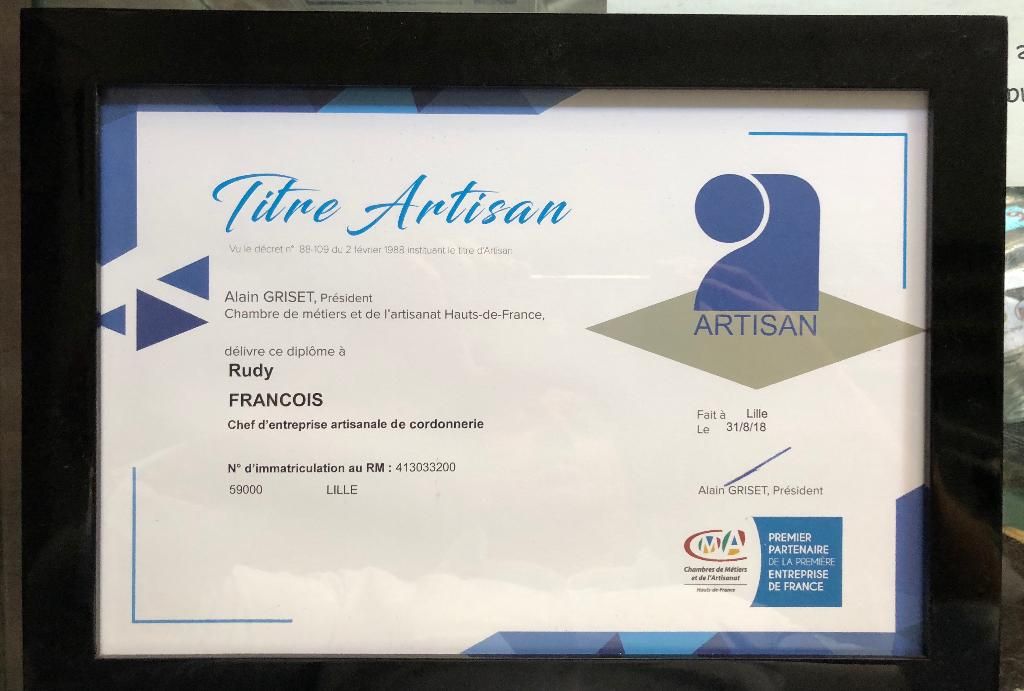 Titre Artisan
Vu le décret n° 88-109 du 2 février 1988 instituant le titre d'Artisan
Alain GRISET, Président
Chambre de métiers et de l'artisanat Hauts-de-France,
délivre ce diplôme à
Rudy
FRANCOIS
Chef d'entreprise artisanale de cordonnerie
N° d'immatriculation au RM : 413033200
59000 LILLE
ARTISAN
Fait à Lille
Le 31/8/18
Alain GRISET, Président
CMA
Chambres de Métiers
et de l'Artisanat
Hauts-de-France
PREMIER
PARTENAIRE
DE LA PREMIÈRE
ENTREPRISE
DE FRANCE